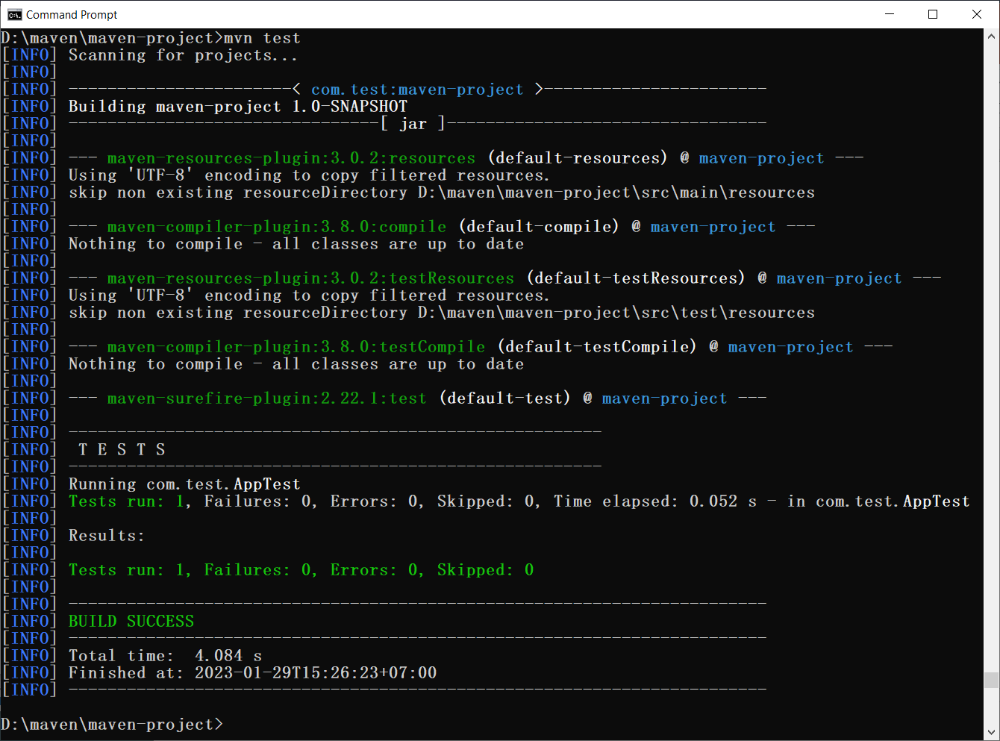 Command Prompt
D:\maven\maven-project>mvn test
[INFO] Scanning for projects...
[INFO]
[INFO] -----------------------< com.test:maven-project >-----------------------
[INFO] Building maven-project 1.0-SNAPSHOT
[INFO] --------------------------------[ jar ]---------------------------------
[INFO]
[INFO] --- maven-resources-plugin:3.0.2:resources (default-resources) @ maven-project ---
[INFO] Using 'UTF-8' encoding to copy filtered resources.
[INFO] skip non existing resourceDirectory D:\maven\maven-project\src\main\resources
[INFO]
[INFO] --- maven-compiler-plugin:3.8.0:compile (default-compile) @ maven-project ---
[INFO] Nothing to compile - all classes are up to date
[INFO]
[INFO] --- maven-resources-plugin:3.0.2:testResources (default-testResources) @ maven-project ---
[INFO] Using 'UTF-8' encoding to copy filtered resources.
[INFO] skip non existing resourceDirectory D:\maven\maven-project\src\test\resources
[INFO]
[INFO] --- maven-compiler-plugin:3.8.0:testCompile (default-testCompile) @ maven-project ---
[INFO] Nothing to compile - all classes are up to date
[INFO]
[INFO] --- maven-surefire-plugin:2.22.1:test (default-test) @ maven-project ---
[INFO]
[INFO] -------------------------------------------------------
[INFO]  T E S T S
[INFO] -------------------------------------------------------
[INFO] Running com.test.AppTest
[INFO] Tests run: 1, Failures: 0, Errors: 0, Skipped: 0, Time elapsed: 0.052 s - in com.test.AppTest
[INFO]
[INFO] Results:
[INFO]
[INFO] Tests run: 1, Failures: 0, Errors: 0, Skipped: 0
[INFO]
[INFO] ------------------------------------------------------------------------
[INFO] BUILD SUCCESS
[INFO] ------------------------------------------------------------------------
[INFO] Total time:  4.084 s
[INFO] Finished at: 2023-01-29T15:26:23+07:00
[INFO] ------------------------------------------------------------------------
D:\maven\maven-project>